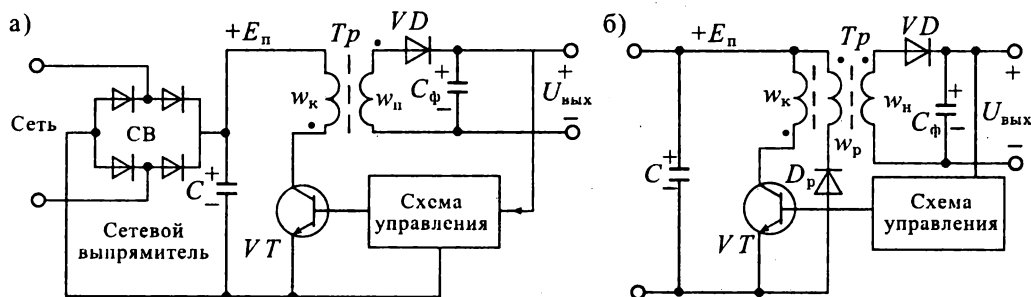 а)
+Eп
Tp
VD
+
Cф
−
+
Uвых
−
wк
wп
Сеть
СВ
C
+
−
Сетевой
выпрямитель
VT
Схема
управления
б)
+Eп
Tp
VD
+
wк
wн
wр
+
Cф
−
Uвых
−
C
+
−
Dр
VT
Схема
управления